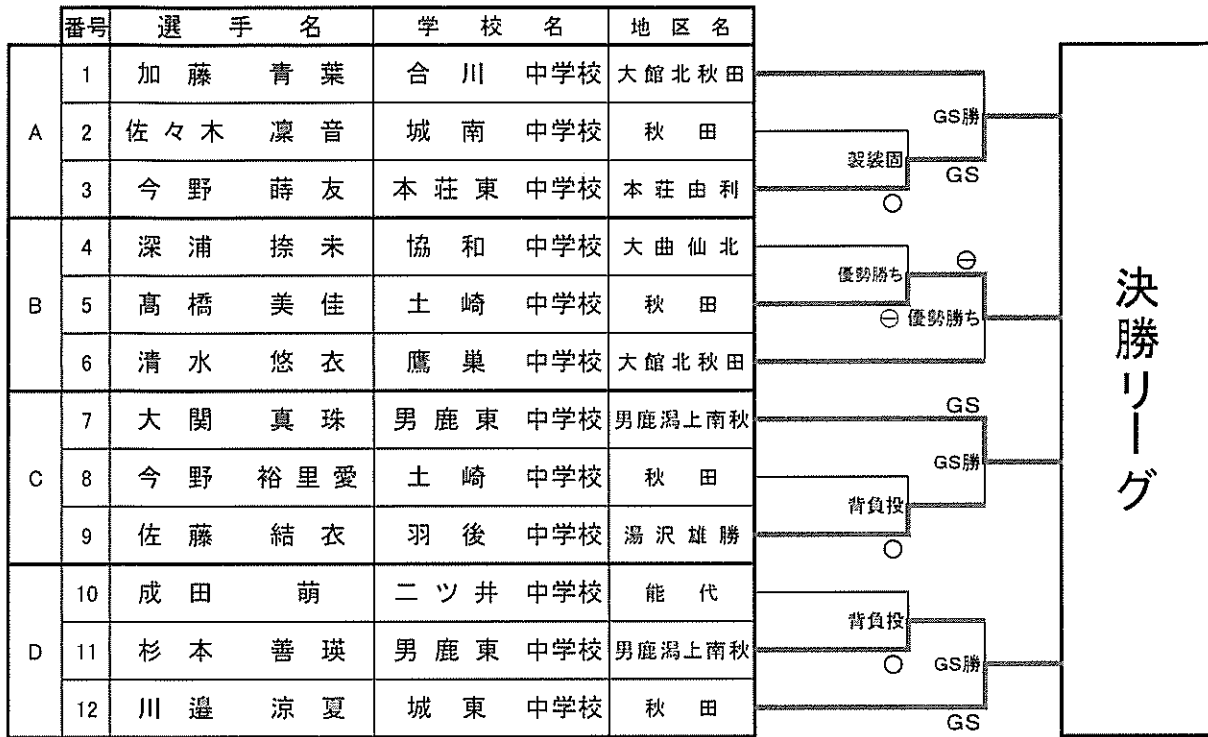 番号 選手名 学校名 地区名
A
1 加藤 青葉 合川 中学校 大館北秋田
2 佐々木 凜音 城南 中学校 秋田
3 今野 蒔友 本荘東 中学校 本荘由利
B
4 深浦 捺未 協和 中学校 大曲仙北
5 髙橋 美佳 土崎 中学校 秋田
6 清水 悠衣 鷹巣 中学校 大館北秋田
C
7 大関 真珠 男鹿東 中学校 男鹿潟上南秋
8 今野 裕里愛 土崎 中学校 秋田
9 佐藤 結衣 羽後 中学校 湯沢雄勝
D
10 成田 萌 二ツ井 中学校 能代
11 杉本 善瑛 男鹿東 中学校 男鹿潟上南秋
12 川邉 涼夏 城東 中学校 秋田
GS勝
袈裟固
GS
○
⊖
優勢勝ち
⊖ 優勢勝ち
GS
GS勝
背負投
○
背負投
○ GS勝
GS
決勝リーグ